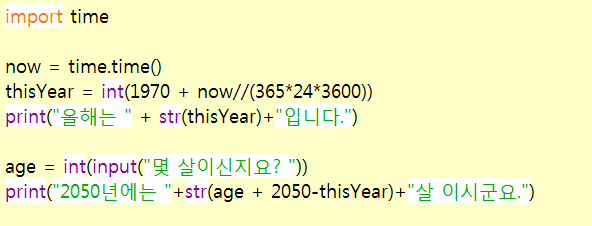 import time
now = time.time()
thisYear = int(1970 + now//(365*24*3600))
print("올해는 " + str(thisYear)+"입니다.")
age = int(input("몇 살이신지요? "))
print("2050년에는 "+str(age + 2050-thisYear)+"살 이시군요.")